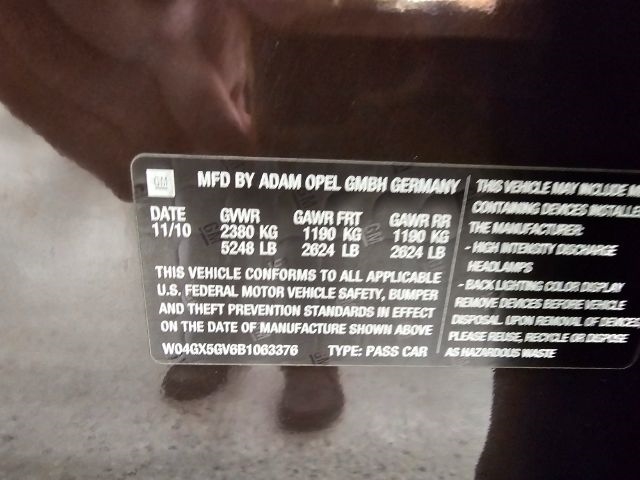 GM
MFD BY ADAM OPEL GMBH GERMANY
DATE GVWR GAWR FRT GAWR RR
11/10 2380 KG 1190 KG 1190 KG
5248 LB 2624 LB 2624 LB
THIS VEHICLE CONFORMS TO ALL APPLICABLE
U.S. FEDERAL MOTOR VEHICLE SAFETY, BUMPER
AND THEFT PREVENTION STANDARDS IN EFFECT
ON THE DATE OF MANUFACTURE SHOWN ABOVE
W04GX5GV6B1063376 TYPE: PASS CAR
THIS VEHICLE MAY INCLUDE
CONTAINING DEVICES INSTALLED
THE MANUFACTURER:
- HIGH INTENSITY DISCHARGE
HEADLAMPS
- BACK LIGHTING COLOR DISPLAY
REMOVE DEVICES BEFORE VEHICLE
DISPOSAL. UPON REMOVAL OF DEVICES
PLEASE REUSE, RECYCLE OR DISPOSE
AS HAZARDOUS WASTE